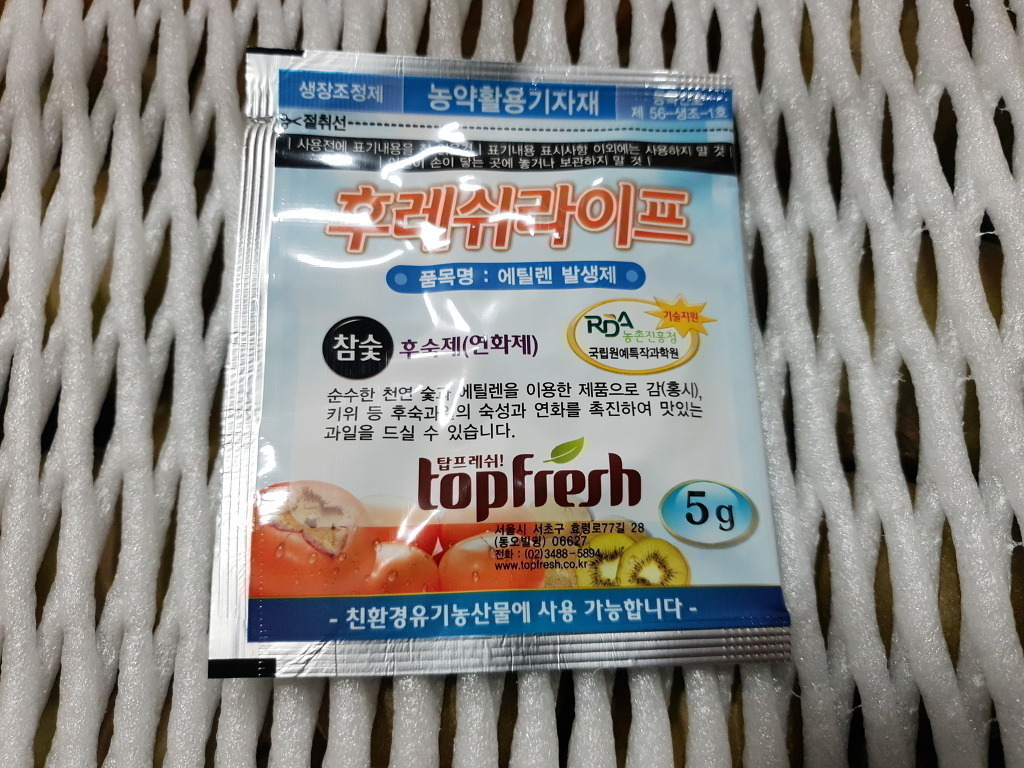 생장조정제
농약활용기자재
제 56-생조-1호
절취선
| 사용전에 표기내용을 | 표기내용 표시사항 이외에는 사용하지 말 것 |
손이 닿는 곳에 놓거나 보관하지 말 것 |
후레쉬라이프
품목명 : 에틸렌 발생제
참숯
후숙제(연화제)
RDA
기술지원
농촌진흥청
국립원예특작과학원
순수한 천연 숯과 에틸렌을 이용한 제품으로 감(홍시),
키위 등 후숙과일의 숙성과 연화를 촉진하여 맛있는
과일을 드실 수 있습니다.
탑프레쉬!
topfresh
5g
서울시 서초구 효령로77길 28
(동오빌딩) 06627
전화 : (02)3488-5894
www.topfresh.co.kr
- 친환경유기농산물에 사용 가능합니다 -